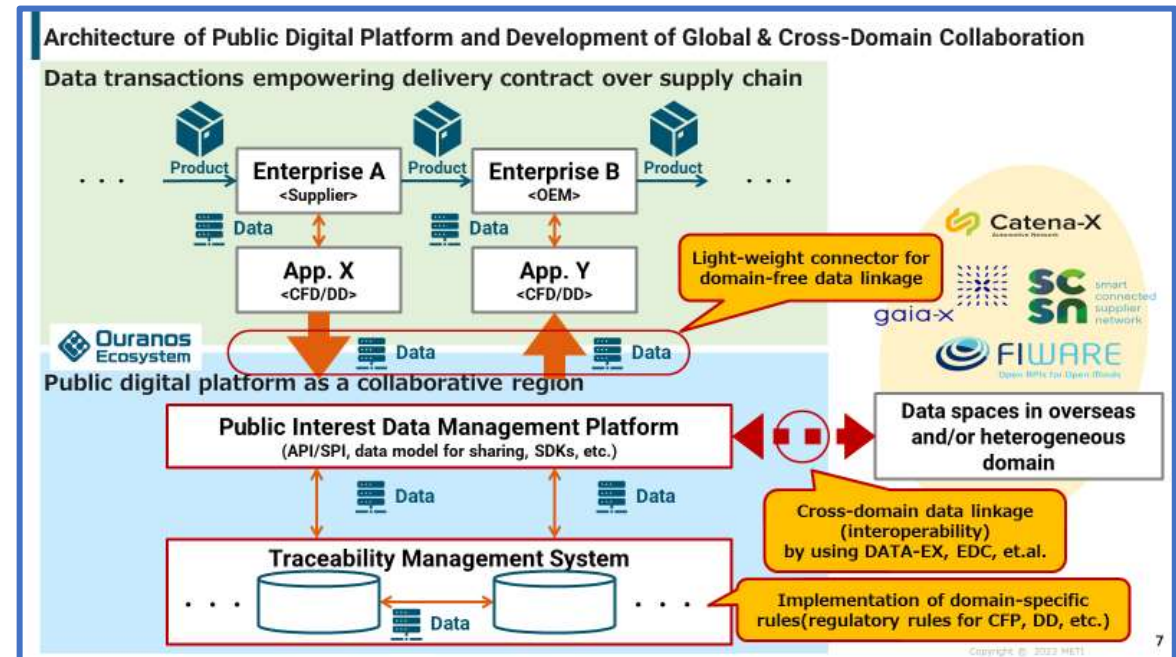 Architecture of Public Digital Platform and Development of Global & Cross-Domain Collaboration
Data transactions empowering delivery contract over supply chain
. . .
Product
Enterprise A
<Supplier>
Product
Enterprise B
<OEM>
Product
. . .
Data
Data
App. X
<CFD/DD>
App. Y
<CFD/DD>
Light-weight connector for
domain-free data linkage
Catena-X
Automotive Network
gaia-x
SCSN
smart
connected
supplier
network
FIWARE
Open APIs for Open Minds
Ouranos
Ecosystem
Data
Data
Public digital platform as a collaborative region
Public Interest Data Management Platform
(API/SPI, data model for sharing, SDKs, etc.)
Data spaces in overseas
and/or heterogeneous
domain
Data
Data
Cross-domain data linkage
(interoperability)
by using DATA-EX, EDC, et.al.
Traceability Management System
. . .
. . .
Data
Implementation of domain-specific
rules(regulatory rules for CFP, DD, etc.)
Copyright © 2023 METI
7